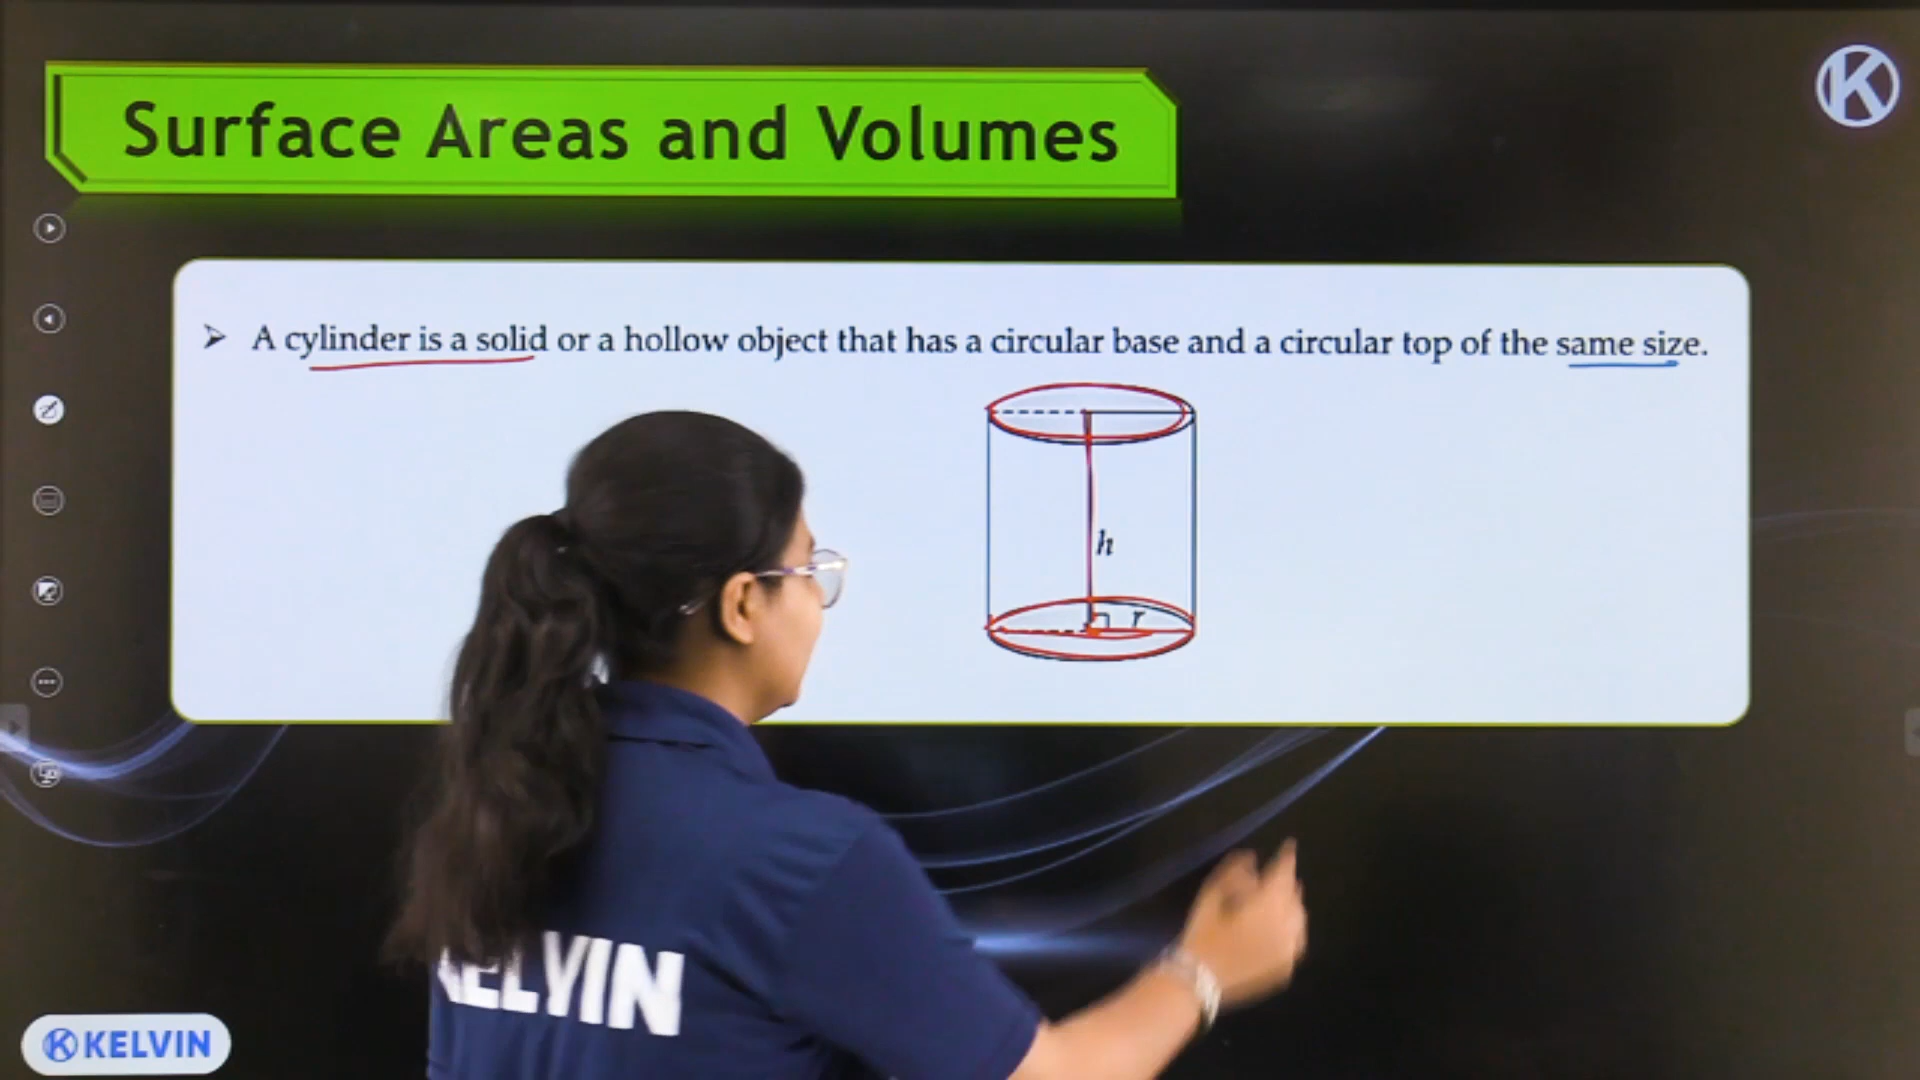 Surface Areas and Volumes
K
➢ A cylinder is a solid or a hollow object that has a circular base and a circular top of the same size.
h
r
KELVIN
K KELVIN